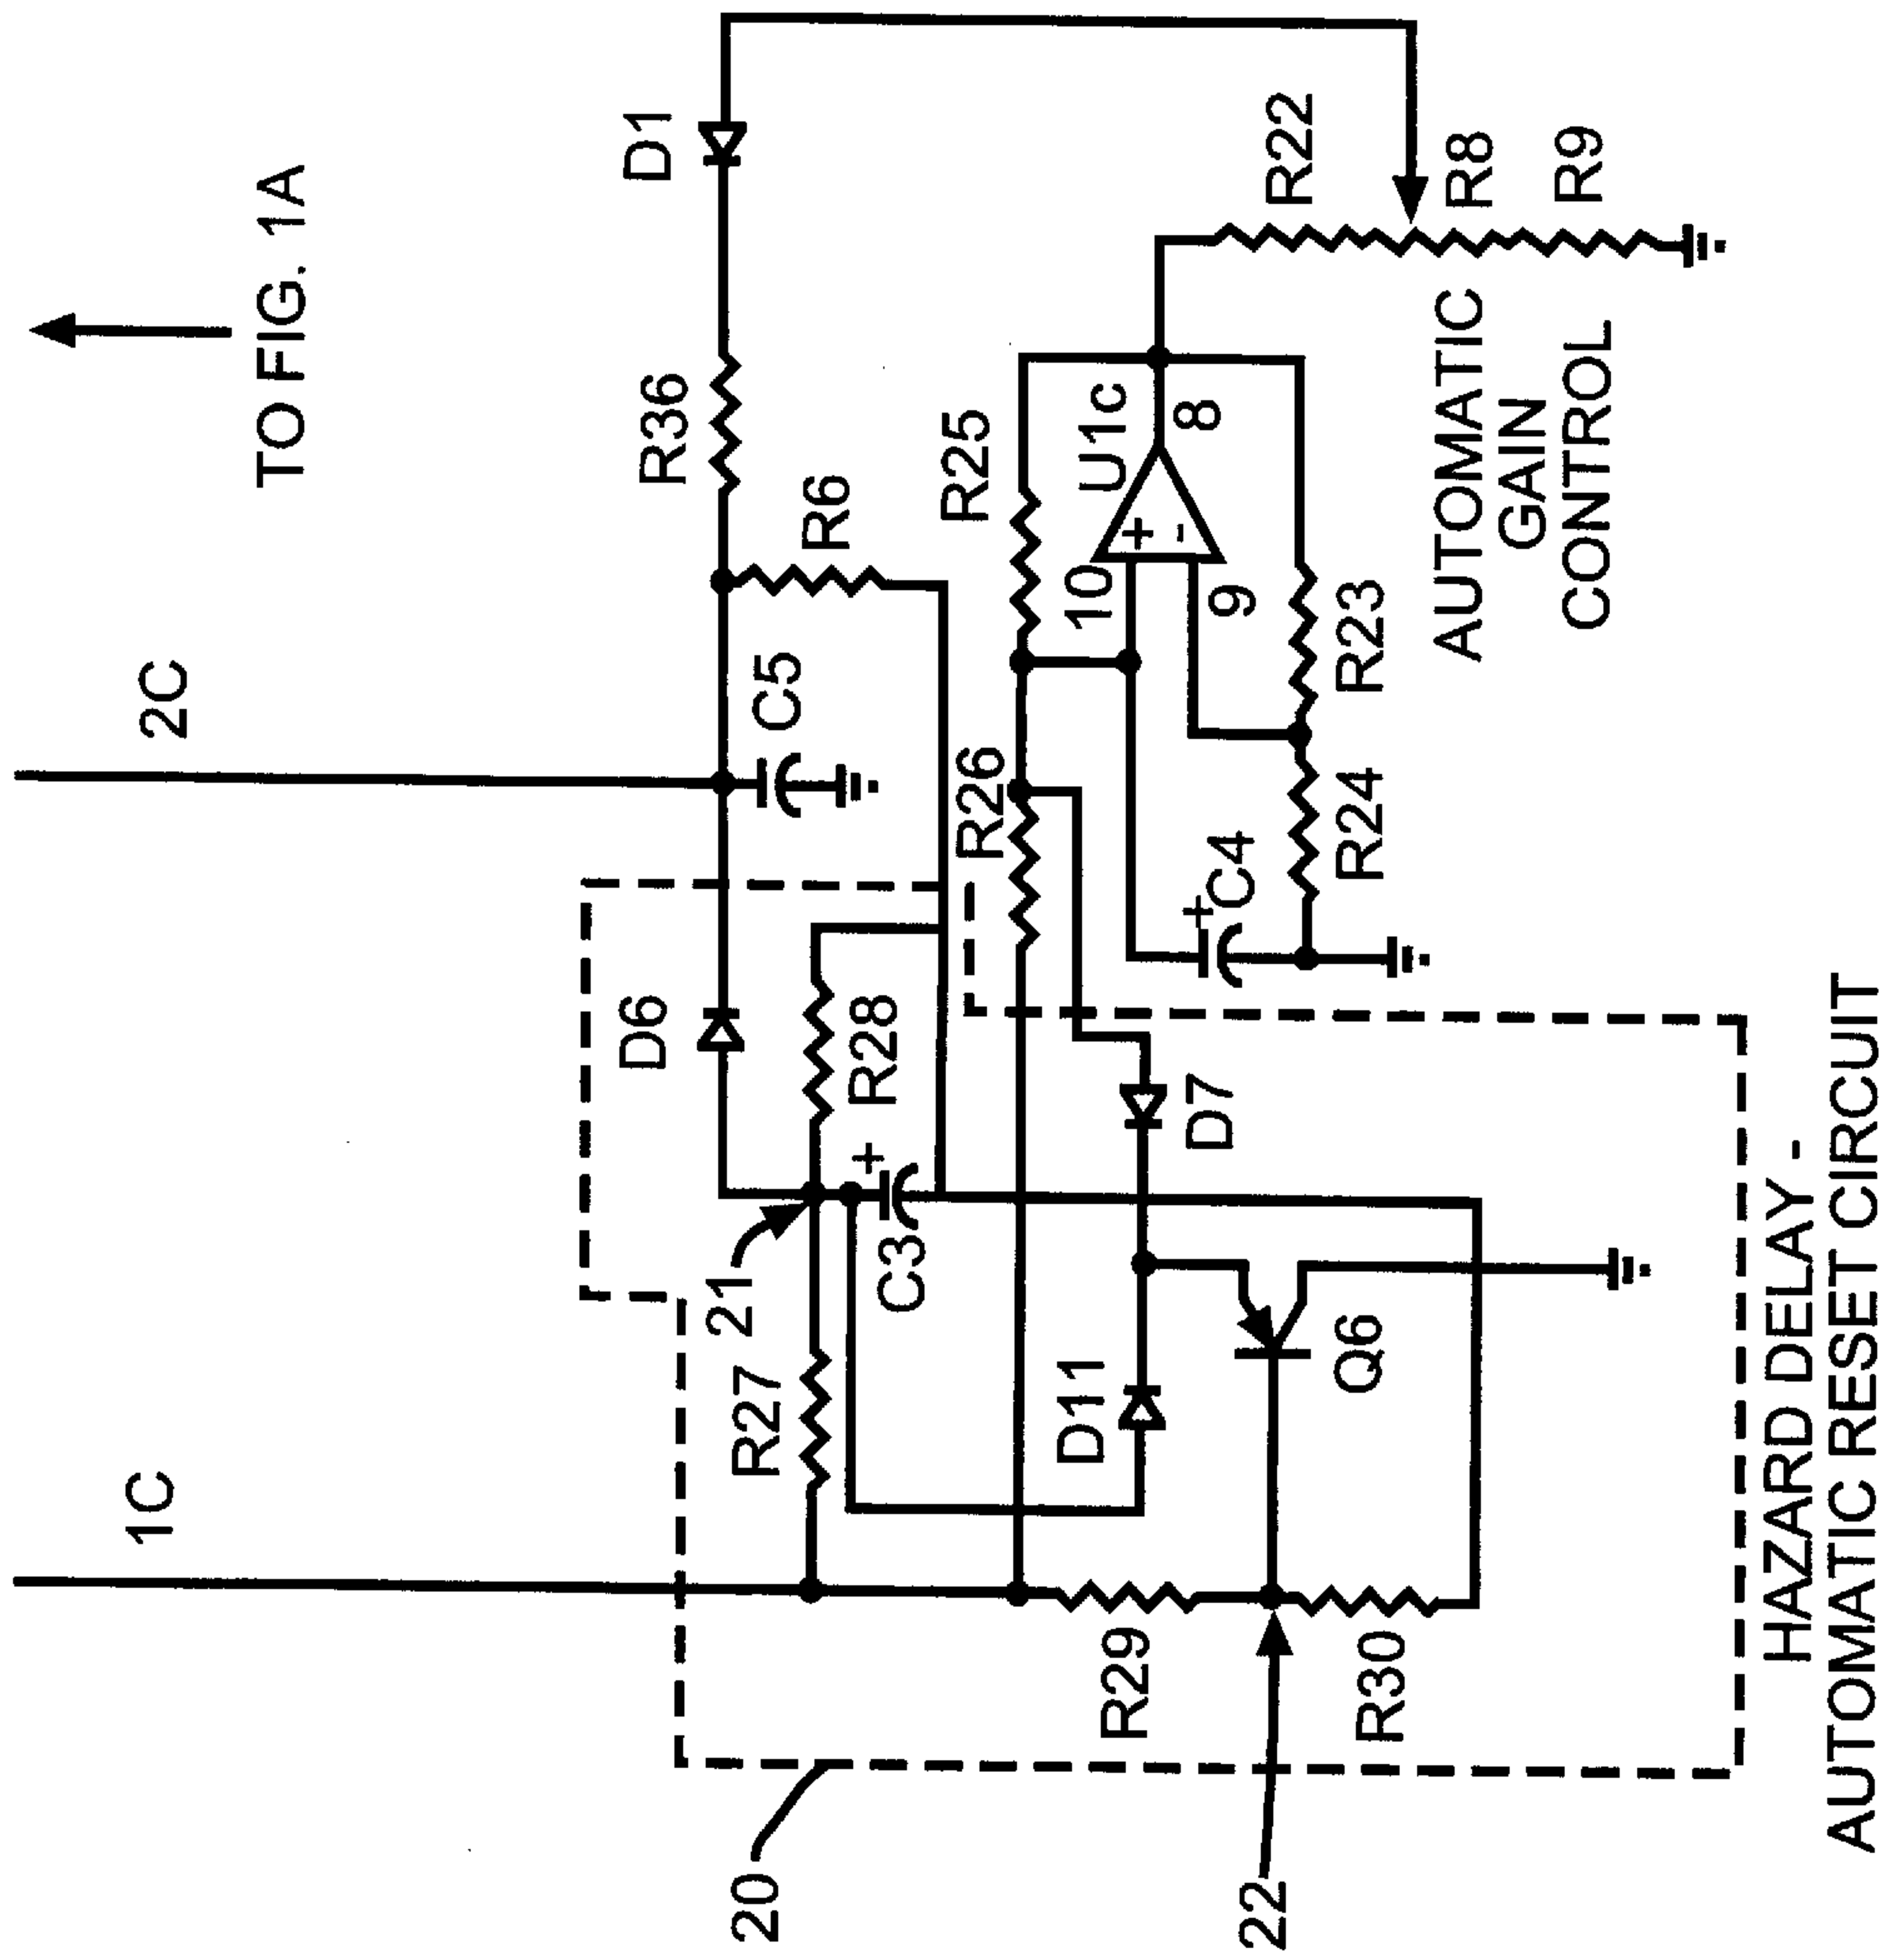 TO FIG. 1A
1C
2C
D1
D6
R36
21
R27
R28
C5
R6
20
C3
+
R26
R25
D11
10
U1c
+
-
8
R29
D7
+
C4
9
R22
22
R30
Q6
R24
R23
R8
R9
AUTOMATIC
GAIN
CONTROL
HAZARD DELAY -
AUTOMATIC RESET CIRCUIT